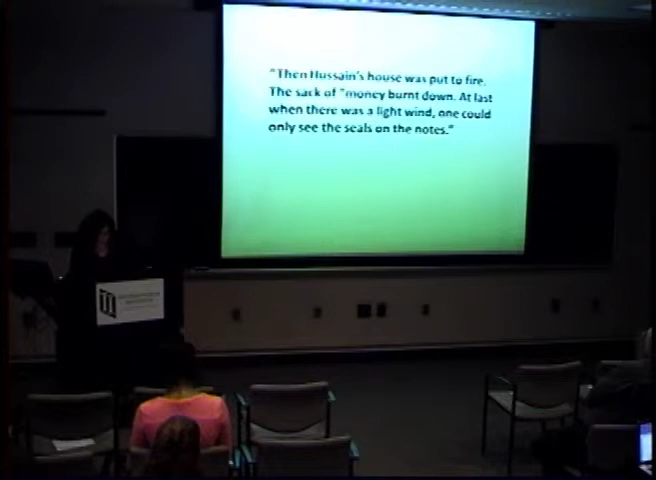 "Then Hussain's house was put to fire.
The sack of "money burnt down. At last
when there was a light wind, one could
only see the seals on the notes."